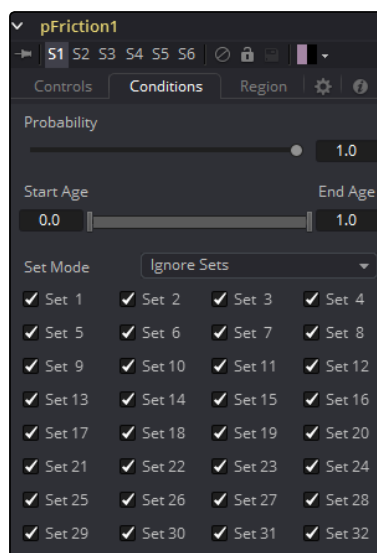 pFriction1
S1 S2 S3 S4 S5 S6
Controls Conditions Region
Probability
1.0
Start Age End Age
0.0 1.0
Set Mode Ignore Sets
Set 1 Set 2 Set 3 Set 4
Set 5 Set 6 Set 7 Set 8
Set 9 Set 10 Set 11 Set 12
Set 13 Set 14 Set 15 Set 16
Set 17 Set 18 Set 19 Set 20
Set 21 Set 22 Set 23 Set 24
Set 25 Set 26 Set 27 Set 28
Set 29 Set 30 Set 31 Set 32